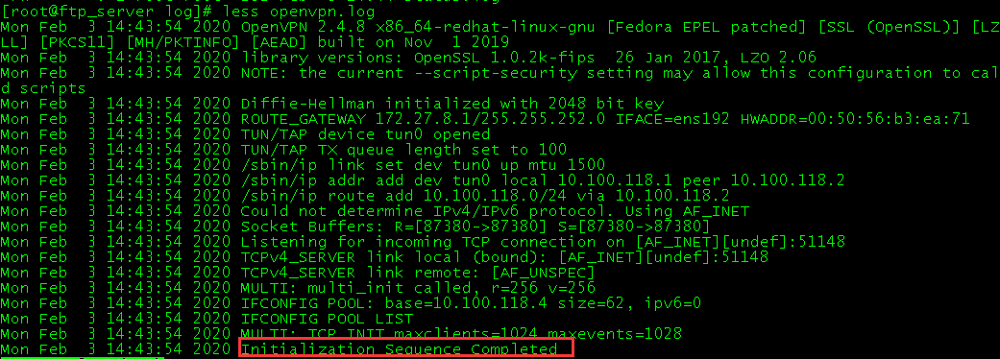 [root@ftp_server log]# less openvpn.log
Mon Feb  3 14:43:54 2020 OpenVPN 2.4.8 x86_64-redhat-linux-gnu [Fedora EPEL patched] [SSL (OpenSSL)] [LZ
LL] [PKCS11] [MH/PKTINFO] [AEAD] built on Nov  1 2019
Mon Feb  3 14:43:54 2020 library versions: OpenSSL 1.0.2k-fips  26 Jan 2017, LZO 2.06
Mon Feb  3 14:43:54 2020 NOTE: the current --script-security setting may allow this configuration to cal
d scripts
Mon Feb  3 14:43:54 2020 Diffie-Hellman initialized with 2048 bit key
Mon Feb  3 14:43:54 2020 ROUTE_GATEWAY 172.27.8.1/255.255.252.0 IFACE=ens192 HWADDR=00:50:56:b3:ea:71
Mon Feb  3 14:43:54 2020 TUN/TAP device tun0 opened
Mon Feb  3 14:43:54 2020 TUN/TAP TX queue length set to 100
Mon Feb  3 14:43:54 2020 /sbin/ip link set dev tun0 up mtu 1500
Mon Feb  3 14:43:54 2020 /sbin/ip addr add dev tun0 local 10.100.118.1 peer 10.100.118.2
Mon Feb  3 14:43:54 2020 /sbin/ip route add 10.100.118.0/24 via 10.100.118.2
Mon Feb  3 14:43:54 2020 Could not determine IPv4/IPv6 protocol. Using AF_INET
Mon Feb  3 14:43:54 2020 Socket Buffers: R=[87380->87380] S=[87380->87380]
Mon Feb  3 14:43:54 2020 Listening for incoming TCP connection on [AF_INET][undef]:51148
Mon Feb  3 14:43:54 2020 TCPv4_SERVER link local (bound): [AF_INET][undef]:51148
Mon Feb  3 14:43:54 2020 TCPv4_SERVER link remote: [AF_UNSPEC]
Mon Feb  3 14:43:54 2020 MULTI: multi_init called, r=256 v=256
Mon Feb  3 14:43:54 2020 IFCONFIG POOL: base=10.100.118.4 size=62, ipv6=0
Mon Feb  3 14:43:54 2020 IFCONFIG POOL LIST
Mon Feb  3 14:43:54 2020 MULTI: TCP INIT maxclients=1024 maxevents=1028
Mon Feb  3 14:43:54 2020 Initialization Sequence Completed